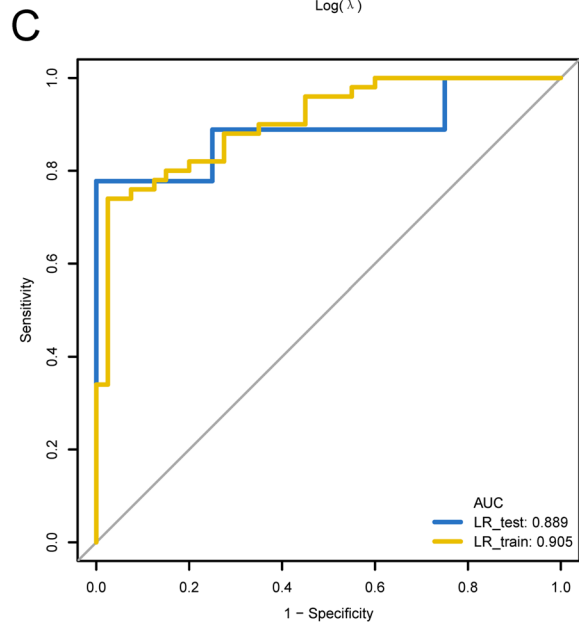 Log(λ)
C
1.0
0.8
0.6
0.4
0.2
0.0
Sensitivity
AUC
LR_test: 0.889
LR_train: 0.905
0.0 0.2 0.4 0.6 0.8 1.0
1 − Specificity